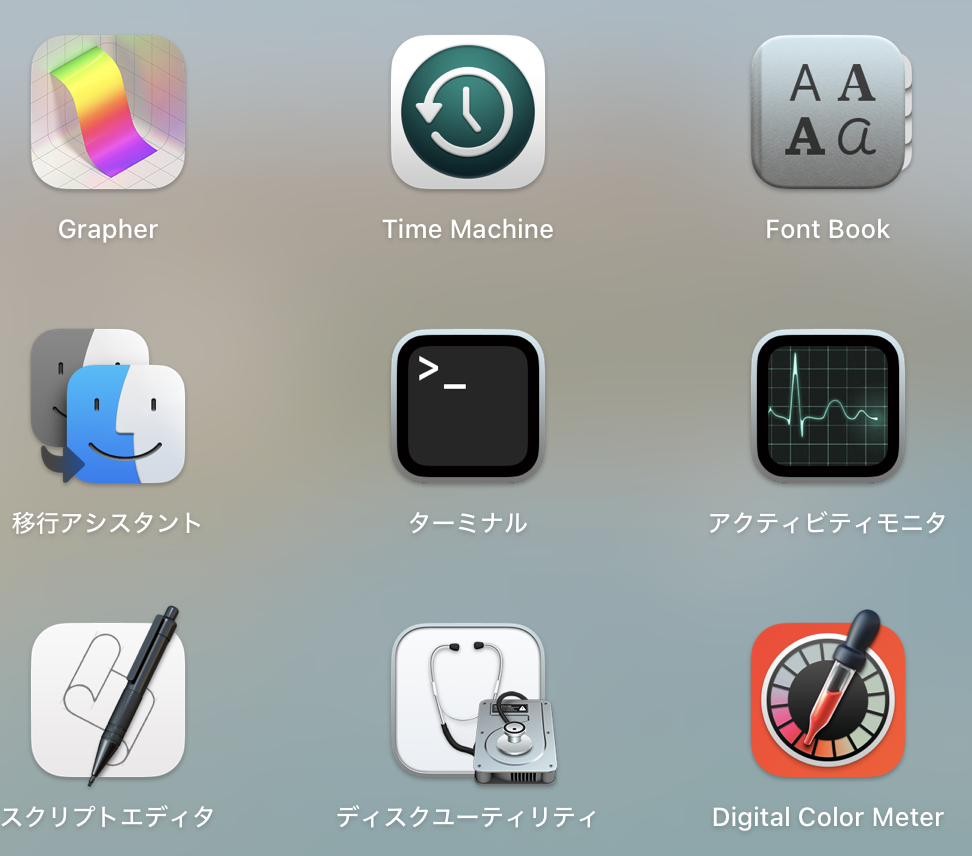 Grapher
Time Machine
Font Book
移行アシスタント
ターミナル
アクティビティモニタ
スクリプトエディタ
ディスクユーティリティ
Digital Color Meter